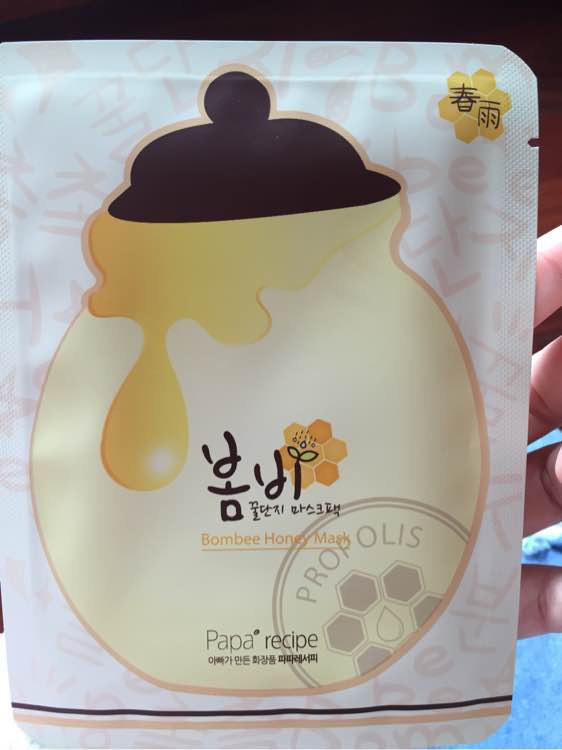 春雨
봄비
꿀단지 마스크팩
Bombee Honey Mask
PROPOLIS
Papa recipe
아빠가 만든 화장품 파파레서피